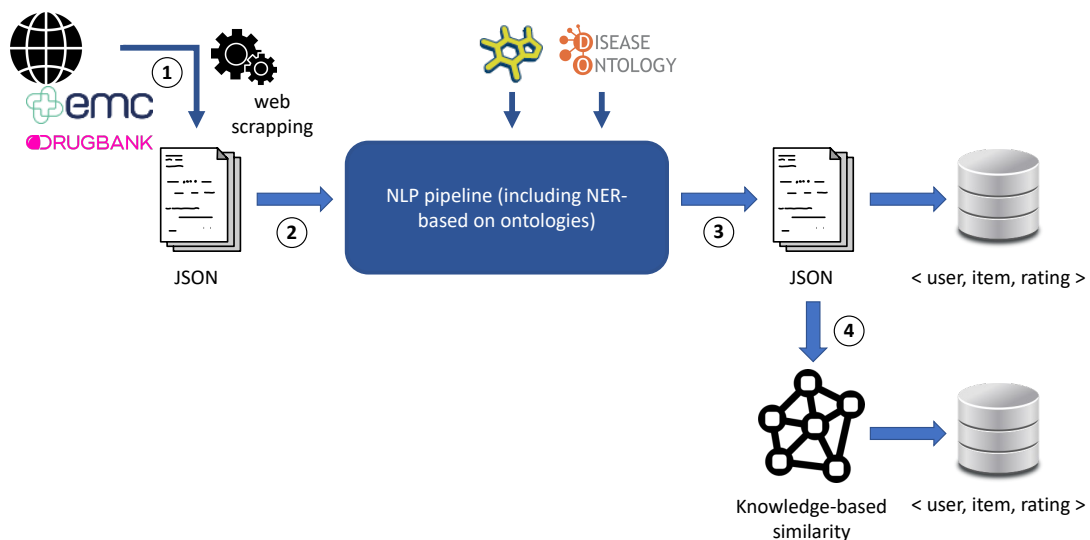 1
emc
DRUGBANK
web
scrapping
JSON
2
DISEASE
ONTOLOGY
NLP pipeline (including NER-
based on ontologies)
3
JSON
< user, item, rating >
4
Knowledge-based
similarity
< user, item, rating >